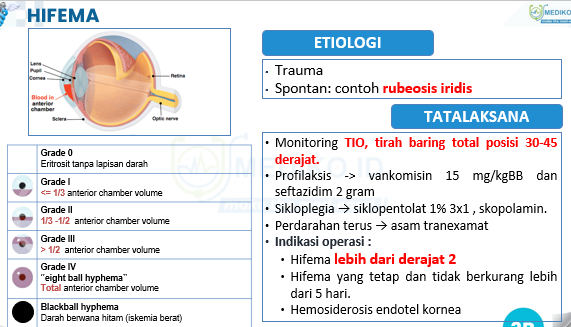 HIFEMA
MEDIKO.ID
Lens
Pupil
Cornea
Blood in
anterior
chamber
Sclera
Retina
Optic nerve
Grade 0
Eritrosit tanpa lapisan darah
Grade I
<= 1/3 anterior chamber volume
Grade II
1/3 -1/2 anterior chamber volume
Grade III
> 1/2 anterior chamber volume
Grade IV
"eight ball hyphema"
Total anterior chamber volume
Blackball hyphema
Darah berwana hitam (iskemia berat)
ETIOLOGI
• Trauma
• Spontan: contoh rubeosis iridis
TATALAKSANA
• Monitoring TIO, tirah baring total posisi 30-45
derajat.
• Profilaksis -> vankomisin 15 mg/kgBB dan
seftazidim 2 gram
• Sikloplegia → siklopentolat 1% 3x1 , skopolamin.
• Perdarahan terus → asam tranexamat
• Indikasi operasi :
• Hifema lebih dari derajat 2
• Hifema yang tetap dan tidak berkurang lebih
dari 5 hari.
• Hemosiderosis endotel kornea
MEDIKO.ID